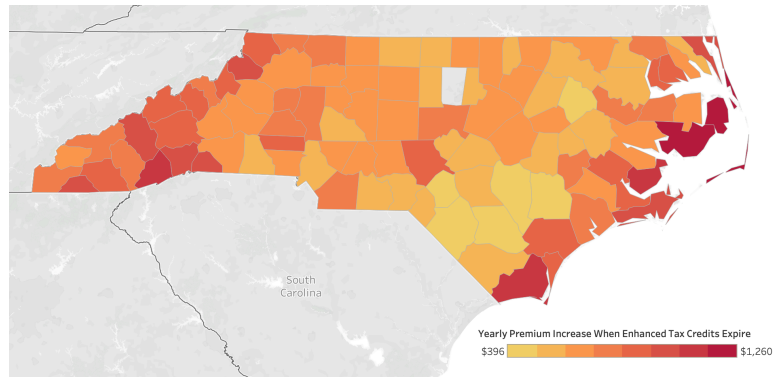 South
Carolina
Yearly Premium Increase When Enhanced Tax Credits Expire
$396 $1,260